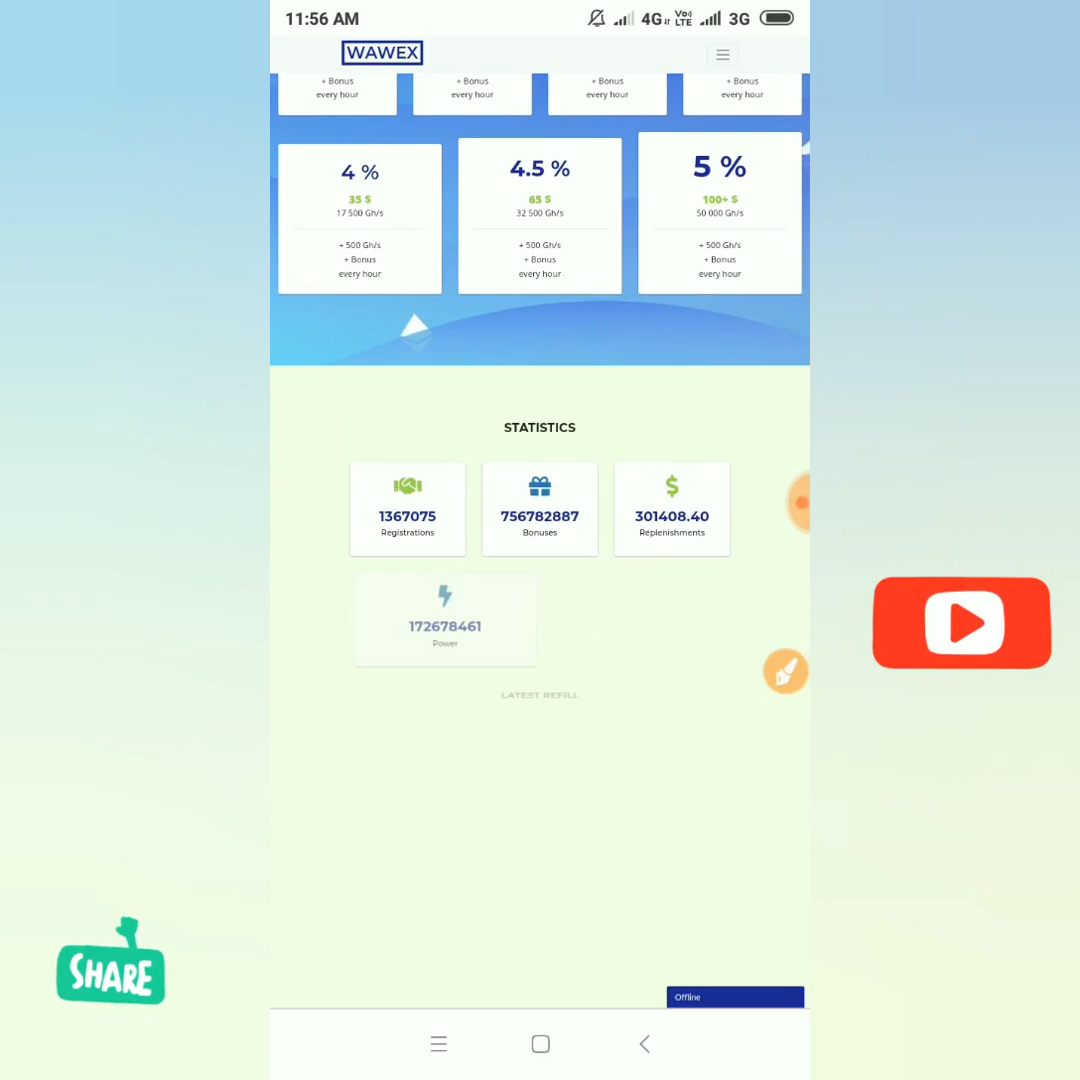 11:56 AM 4G Vo) LTE 3G
WAWEX
+ Bonus + Bonus + Bonus + Bonus
every hour every hour every hour every hour
4 % 4.5 % 5 %
35 $ 65 $ 100+ $
17 500 Gh/s 32 500 Gh/s 50 000 Gh/s
+ 500 Gh/s + 500 Gh/s + 500 Gh/s
+ Bonus + Bonus + Bonus
every hour every hour every hour
STATISTICS
$
1367075 756782887 301408.40
Registrations Bonuses Replenishments
172678461
Power
LATEST REFILL
SHARE
Offline